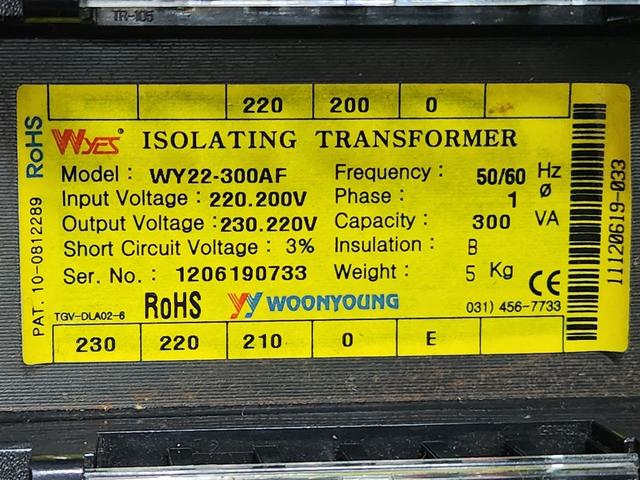 TR-105
220 200 0
RoHS
PAT. 10-0812289
WYES® ISOLATING TRANSFORMER
Model : WY22-300AF Frequency : 50/60 Hz
Input Voltage : 220.200V Phase : 1 Ø
Output Voltage : 230.220V Capacity : 300 VA
Short Circuit Voltage : 3% Insulation : B
Ser. No. : 1206190733 Weight : 5 Kg
CE
TGV-DLA02-6 RoHS WOONYOUNG 031) 456-7733
11120619-033
230 220 210 0 E